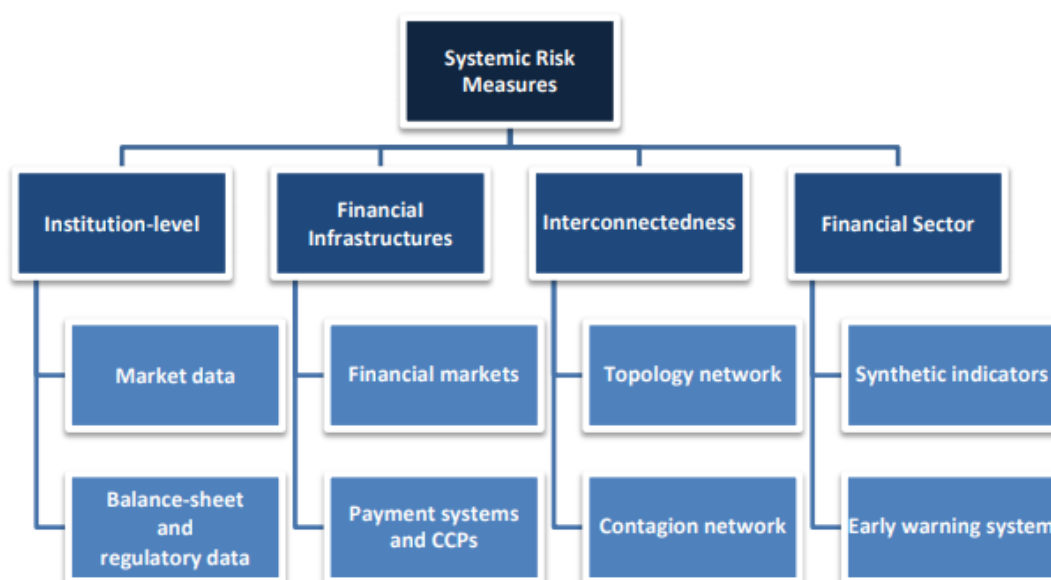 Systemic Risk
Measures
Institution-level
Financial
Infrastructures
Interconnectedness
Financial Sector
Market data
Financial markets
Topology network
Synthetic indicators
Balance-sheet
and
regulatory data
Payment systems
and CCPs
Contagion network
Early warning system